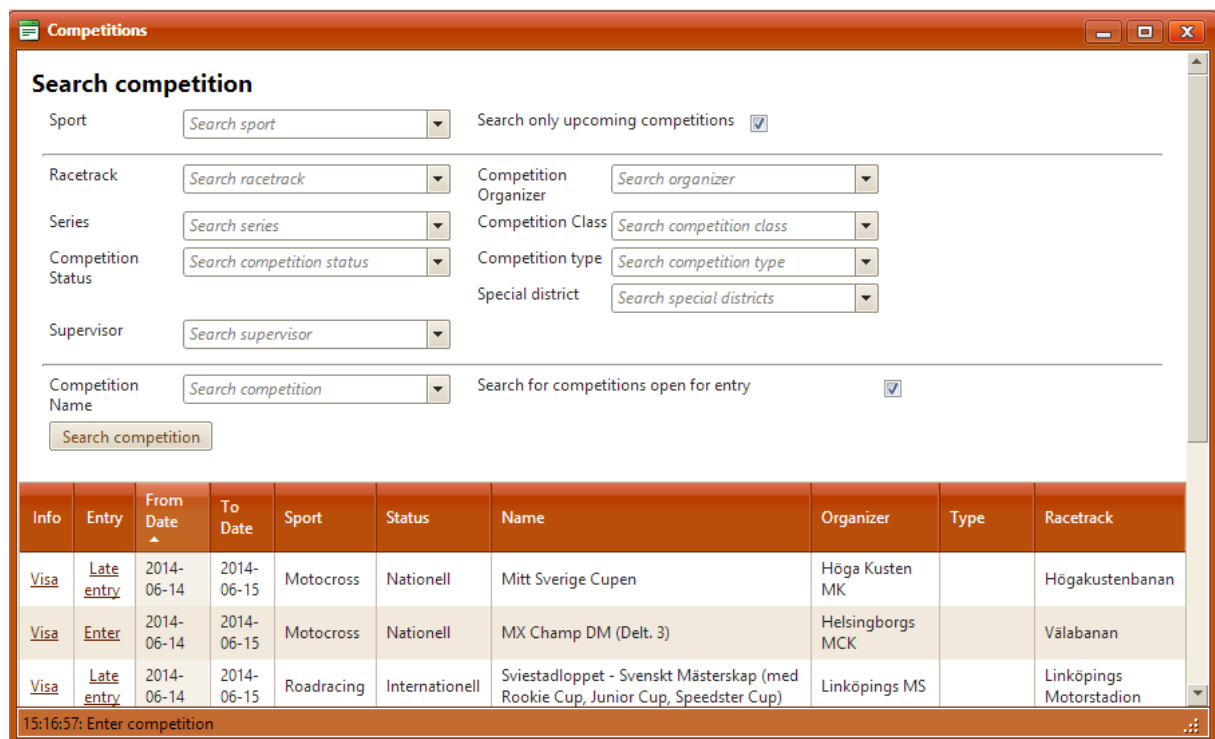 Competitions
Search competition
Sport Search sport Search only upcoming competitions
Racetrack Search racetrack Competition Organizer Search organizer
Series Search series Competition Class Search competition class
Competition Status Search competition status Competition type Search competition type
Special district Search special districts
Supervisor Search supervisor
Competition Name Search competition Search for competitions open for entry
Search competition
Info Entry From Date To Date Sport Status Name Organizer Type Racetrack
Visa Late entry 2014-06-14 2014-06-15 Motocross Nationell Mitt Sverige Cupen Höga Kusten MK Högakustenbanan
Visa Enter 2014-06-14 2014-06-15 Motocross Nationell MX Champ DM (Delt. 3) Helsingborgs MCK Välabanan
Visa Late entry 2014-06-14 2014-06-15 Roadracing Internationell Sviestadloppet - Svenskt Mästerskap (med Rookie Cup, Junior Cup, Speedster Cup) Linköpings MS Linköpings Motorstadion
15:16:57: Enter competition